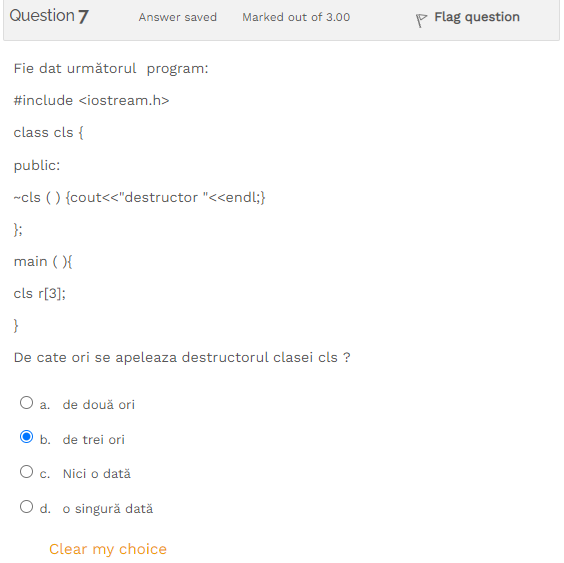 Question 7 Answer saved Marked out of 3.00 Flag question
Fie dat următorul program:
#include <iostream.h>
class cls {
public:
~cls ( ) {cout<<"destructor "<<endl;}
};
main ( ){
cls r[3];
}
De cate ori se apeleaza destructorul clasei cls ?
a. de două ori
b. de trei ori
c. Nici o dată
d. o singură dată
Clear my choice